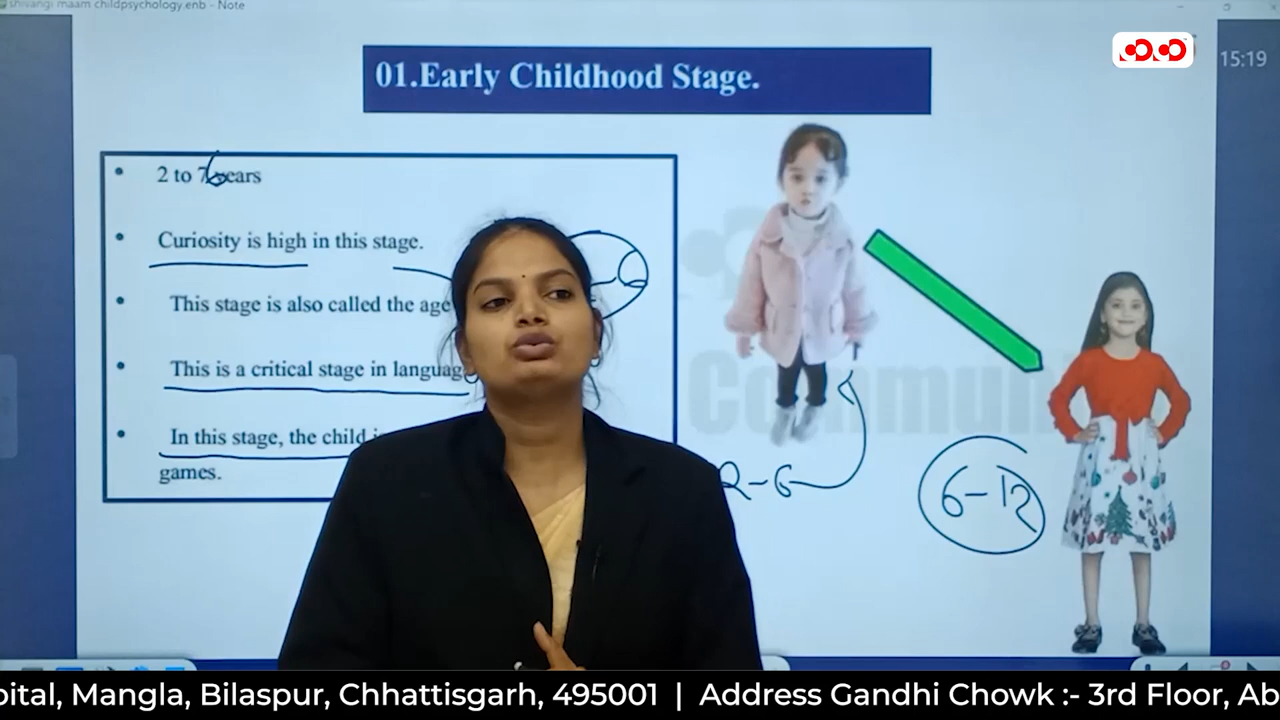 shivangi maam childpsychology.enb - Note
01.Early Childhood Stage.
15:19
2 to 7 6 years
Curiosity is high in this stage.
This stage is also called the age
This is a critical stage in languag
In this stage, the child
games.
Commun
2-6
6-12
pital, Mangla, Bilaspur, Chhattisgarh, 495001 | Address Gandhi Chowk :- 3rd Floor, Ab